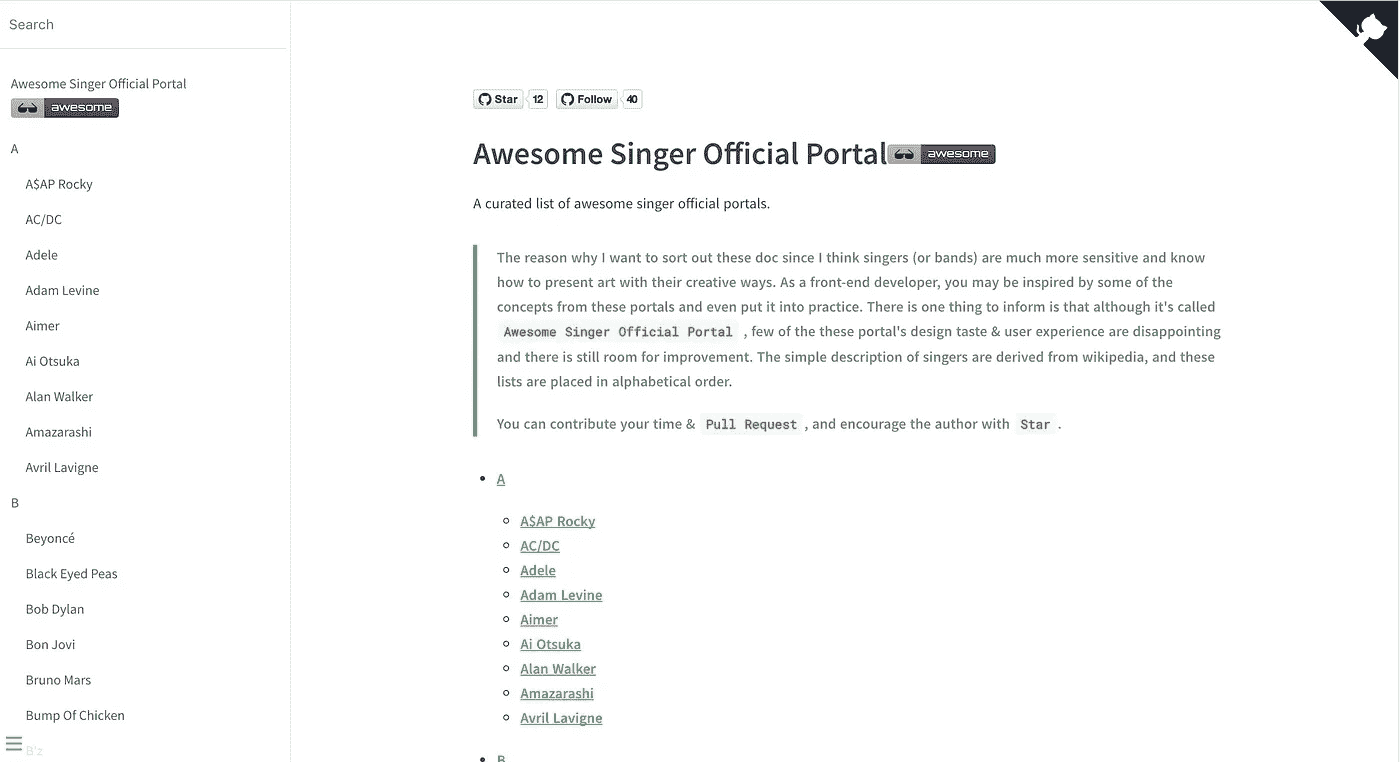 Search
Awesome Singer Official Portal
awesome
A
A$AP Rocky
AC/DC
Adele
Adam Levine
Aimer
Ai Otsuka
Alan Walker
Amazarashi
Avril Lavigne
B
Beyoncé
Black Eyed Peas
Bob Dylan
Bon Jovi
Bruno Mars
Bump Of Chicken
B'z
Star 12 Follow 40
Awesome Singer Official Portal awesome
A curated list of awesome singer official portals.
The reason why I want to sort out these doc since I think singers (or bands) are much more sensitive and know
how to present art with their creative ways. As a front-end developer, you may be inspired by some of the
concepts from these portals and even put it into practice. There is one thing to inform is that although it's called
Awesome Singer Official Portal , few of the these portal's design taste & user experience are disappointing
and there is still room for improvement. The simple description of singers are derived from wikipedia, and these
lists are placed in alphabetical order.
You can contribute your time & Pull Request , and encourage the author with Star .
A
A$AP Rocky
AC/DC
Adele
Adam Levine
Aimer
Ai Otsuka
Alan Walker
Amazarashi
Avril Lavigne
B